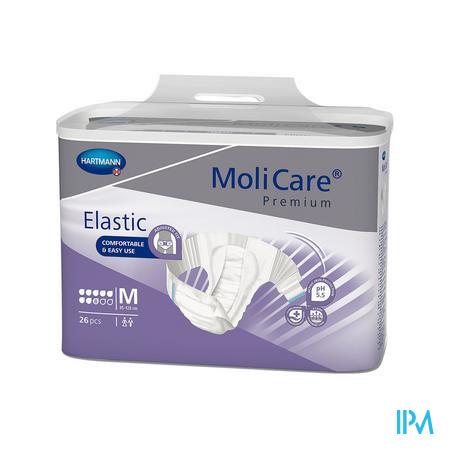 HARTMANN
MoliCare®
Premium
Elastic
COMFORTABLE
& EASY USE
pH
5.5
M
26 pcs
IPM